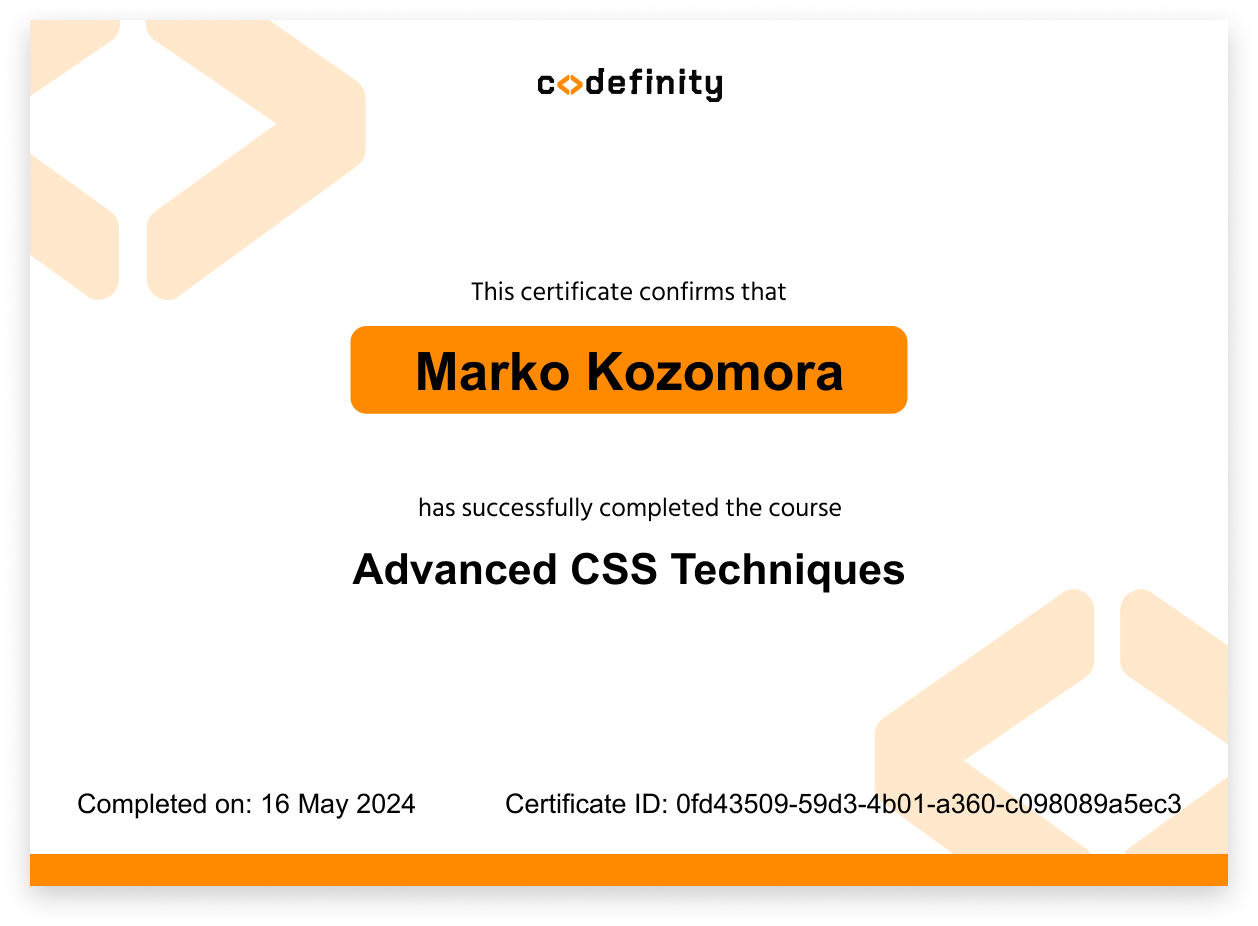 codefinity
This certificate confirms that
Marko Kozomora
has successfully completed the course
Advanced CSS Techniques
Completed on: 16 May 2024
Certificate ID: 0fd43509-59d3-4b01-a360-c098089a5ec3